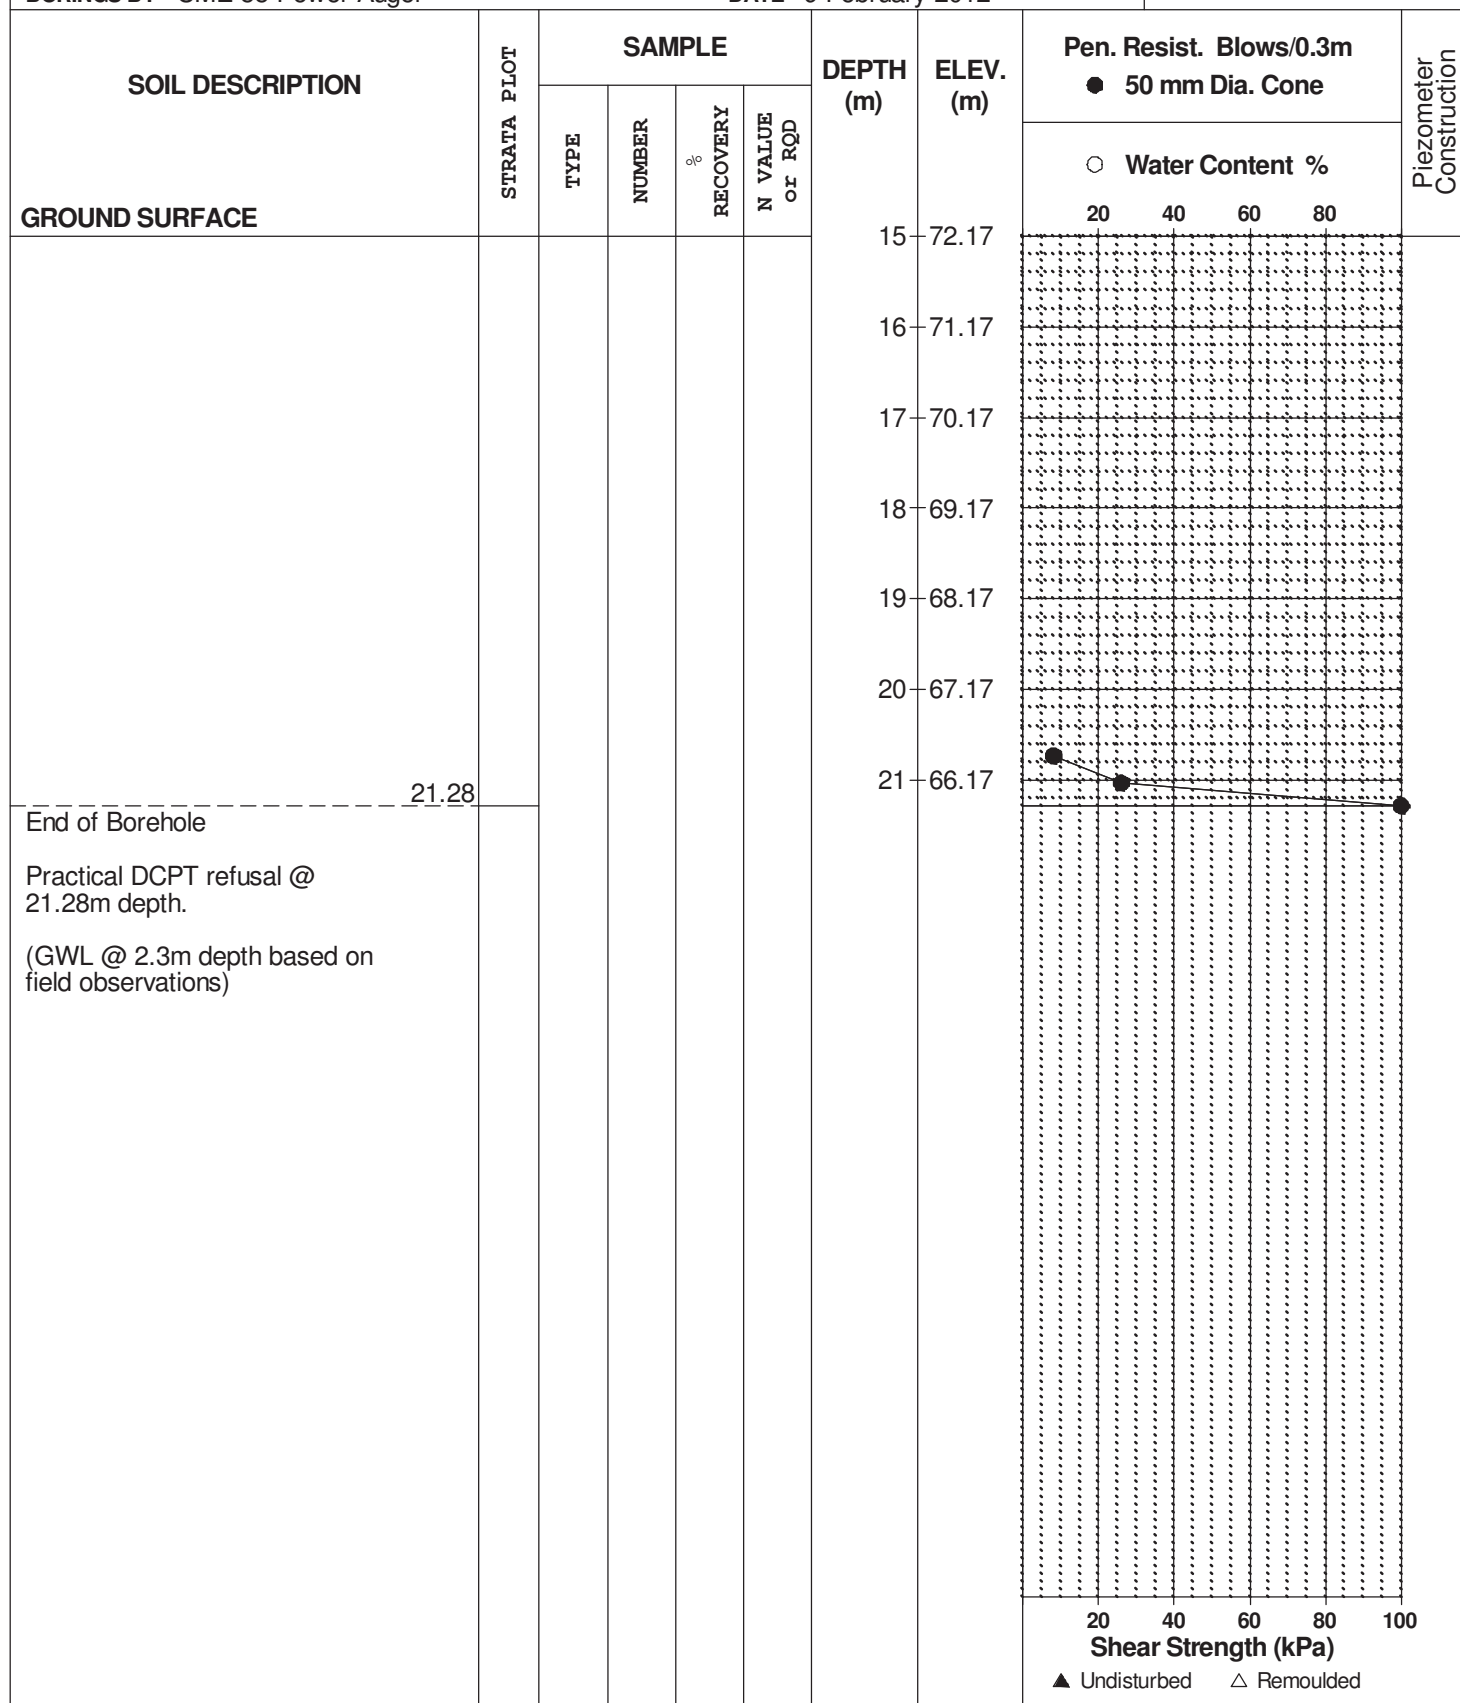 SOIL DESCRIPTION
GROUND SURFACE
STRATA PLOT
SAMPLE
TYPE
NUMBER
%
RECOVERY
N VALUE
or RQD
DEPTH
(m)
ELEV.
(m)
Pen. Resist. Blows/0.3m
● 50 mm Dia. Cone
○ Water Content %
20 40 60 80
Piezometer
Construction
15 72.17
16 71.17
17 70.17
18 69.17
19 68.17
20 67.17
21 66.17
21.28
End of Borehole
Practical DCPT refusal @
21.28m depth.
(GWL @ 2.3m depth based on
field observations)
20 40 60 80 100
Shear Strength (kPa)
▲ Undisturbed △ Remoulded